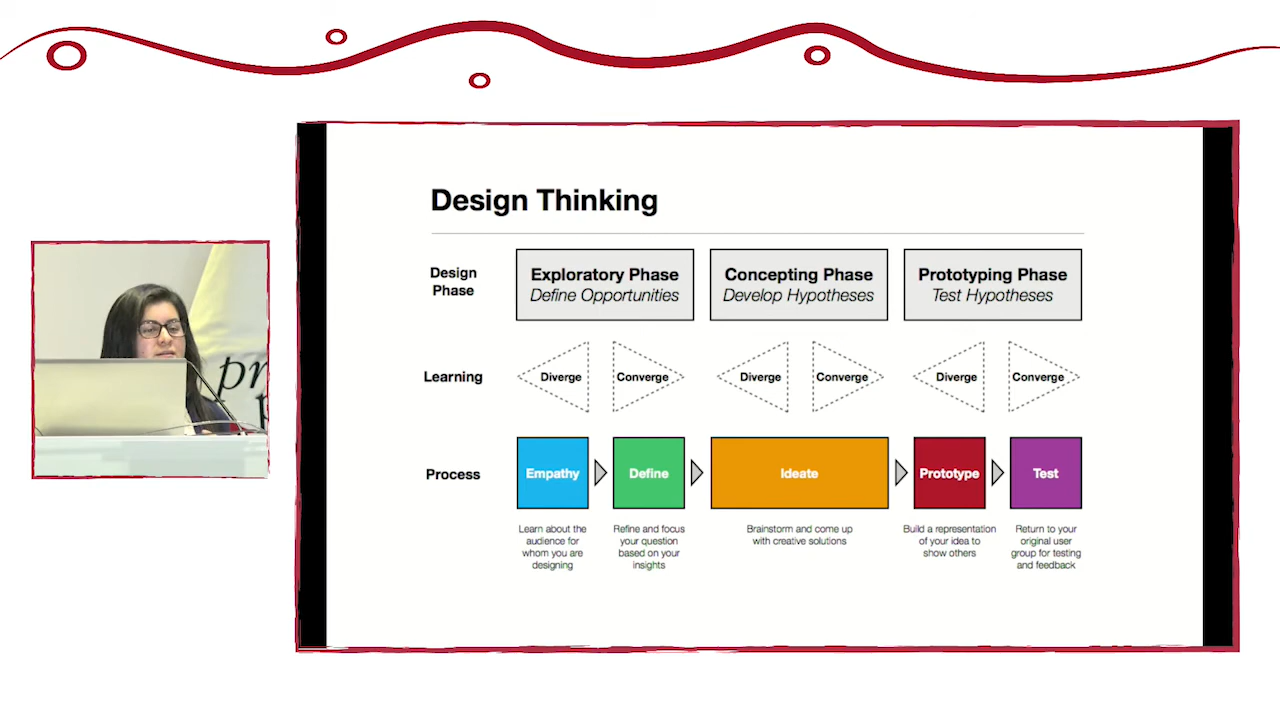 Design Thinking
Design
Phase
Exploratory Phase
Define Opportunities
Concepting Phase
Develop Hypotheses
Prototyping Phase
Test Hypotheses
Learning
Diverge
Converge
Diverge
Converge
Diverge
Converge
Process
Empathy
Define
Ideate
Prototype
Test
Learn about the
audience for
whom you are
designing
Refine and focus
your question
based on your
insights
Brainstorm and come up
with creative solutions
Build a representation
of your idea to
show others
Return to your
original user
group for testing
and feedback